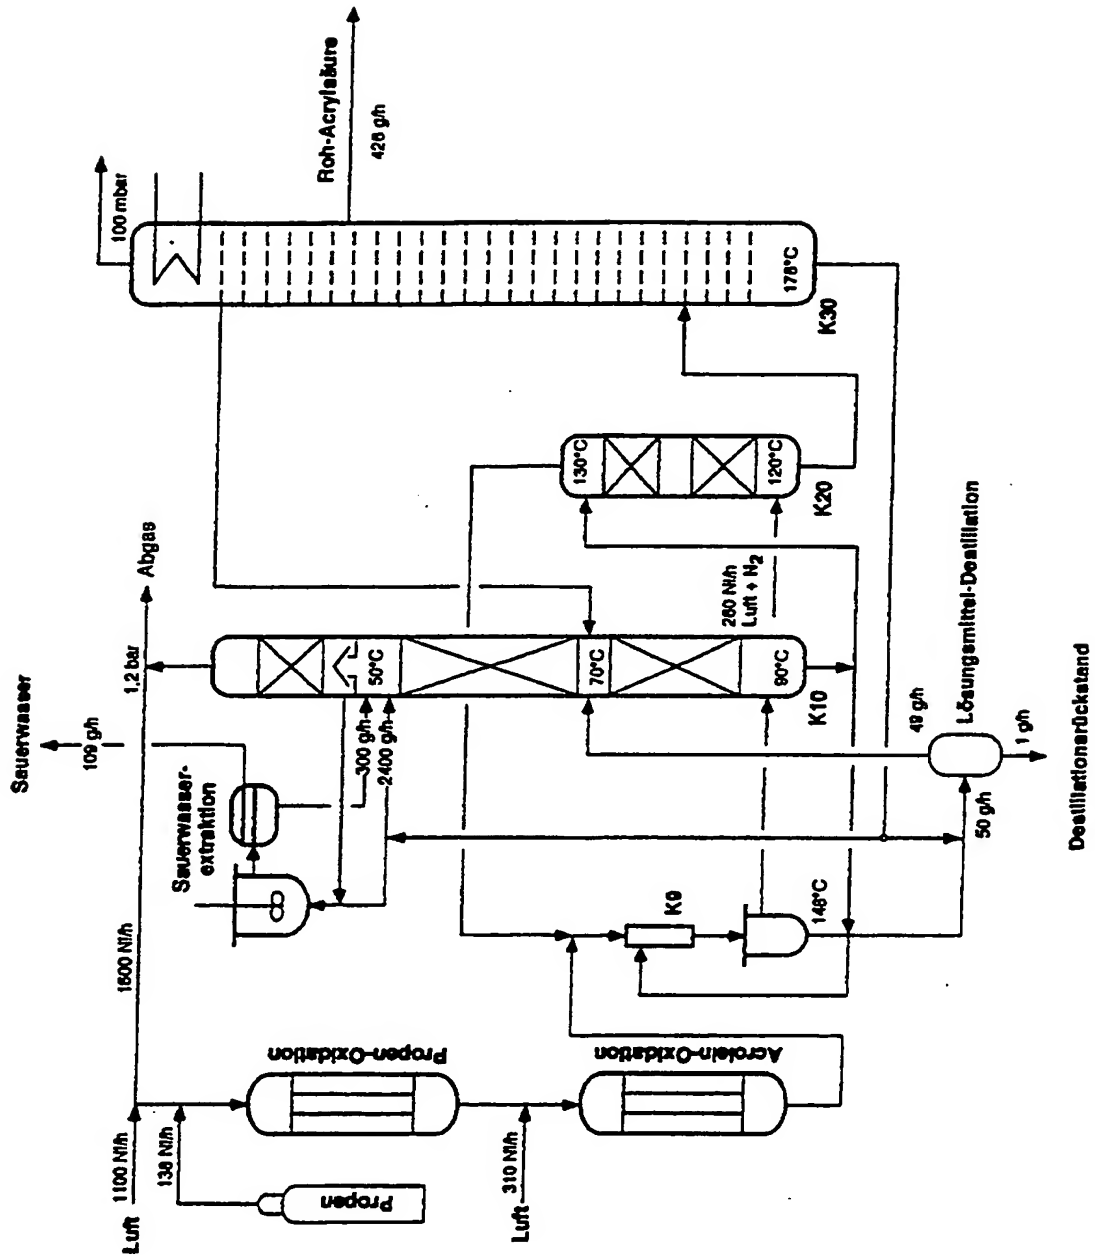 Sauerwasser
109 g/h
Sauerwasser-
extraktion
1600 Nl/h
1,2 bar
Abgas
300 g/h
2400 g/h
50°C
70°C
90°C
K10
260 Nl/h
Luft + N2
130°C
120°C
K20
100 mbar
Roh-Acrylsäure
426 g/h
178°C
K30
Luft
1100 Nl/h
138 Nl/h
Propen
Propen-Oxidation
Luft
310 Nl/h
Acrolein-Oxidation
K9
148°C
50 g/h
49 g/h
Lösungsmittel-Destillation
1 g/h
Destillationsrückstand